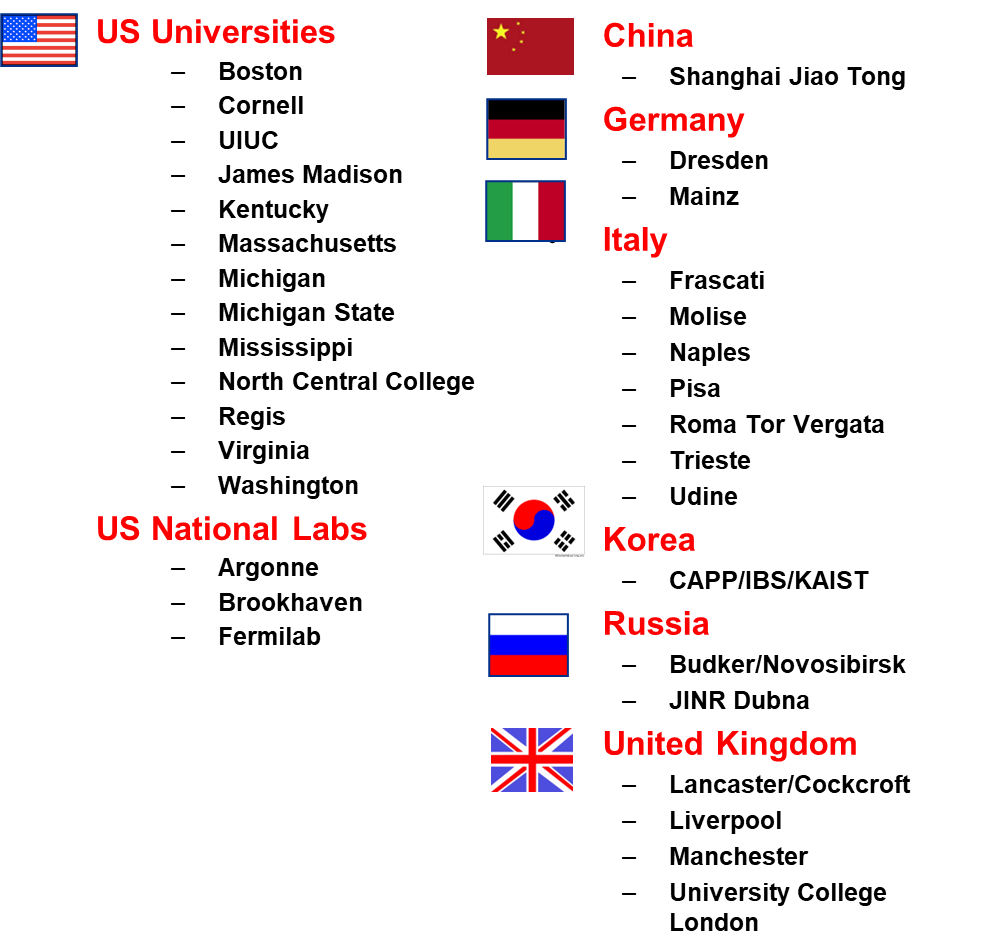 US Universities
– Boston
– Cornell
– UIUC
– James Madison
– Kentucky
– Massachusetts
– Michigan
– Michigan State
– Mississippi
– North Central College
– Regis
– Virginia
– Washington
US National Labs
– Argonne
– Brookhaven
– Fermilab
China
– Shanghai Jiao Tong
Germany
– Dresden
– Mainz
Italy
– Frascati
– Molise
– Naples
– Pisa
– Roma Tor Vergata
– Trieste
– Udine
Korea
– CAPP/IBS/KAIST
Russia
– Budker/Novosibirsk
– JINR Dubna
United Kingdom
– Lancaster/Cockcroft
– Liverpool
– Manchester
– University College
London